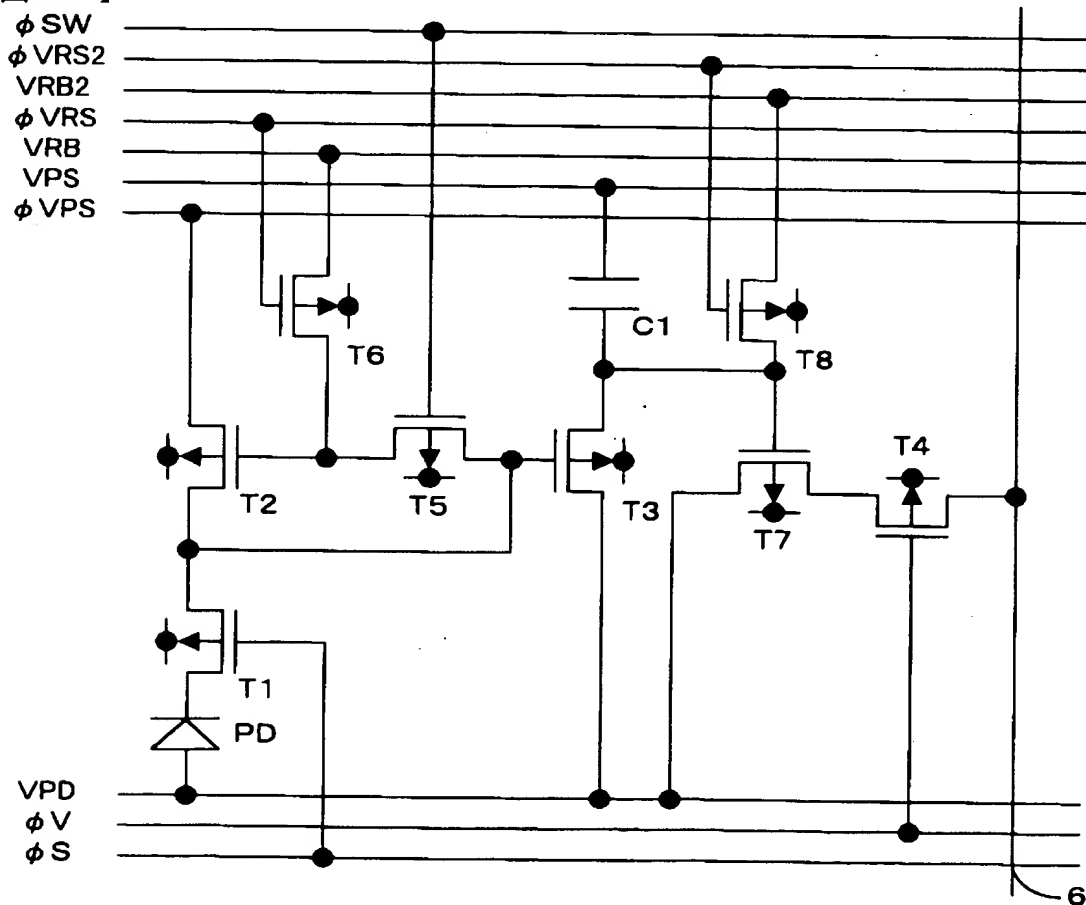 φSW
φVRS2
VRB2
φVRS
VRB
VPS
φVPS
C1
T6
T8
T2
T5
T3
T4
T7
T1
PD
VPD
φV
φS
6